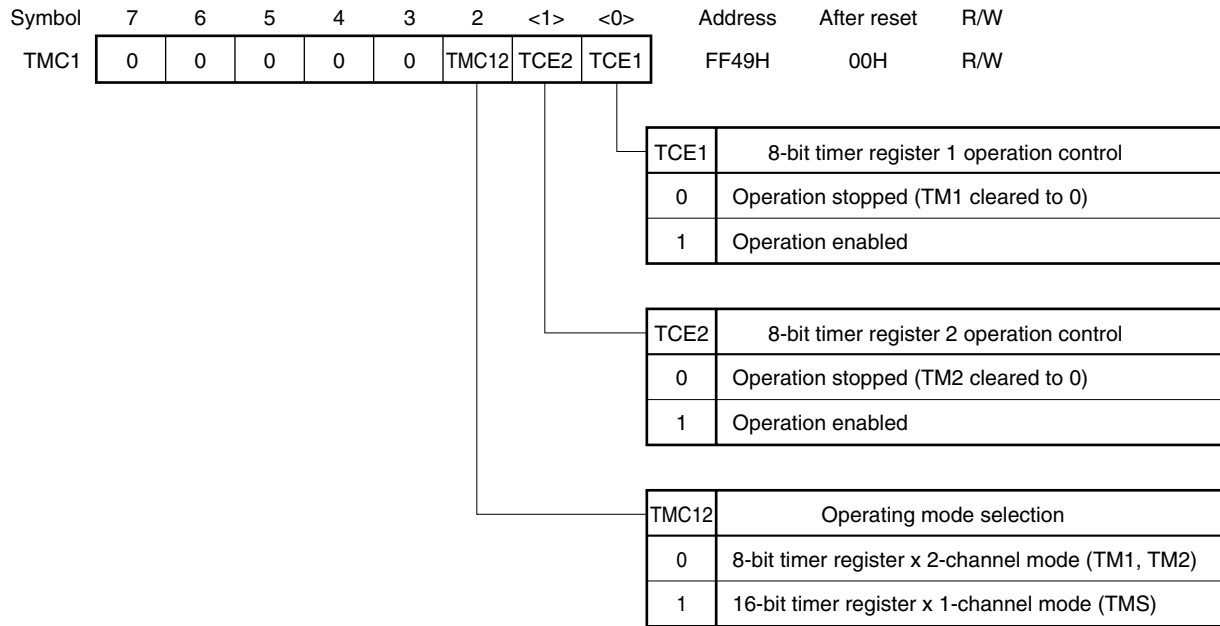 Symbol 7 6 5 4 3 2 <1> <0> Address After reset R/W
TMC1 0 0 0 0 0 TMC12 TCE2 TCE1 FF49H 00H R/W
TCE1 8-bit timer register 1 operation control
0 Operation stopped (TM1 cleared to 0)
1 Operation enabled
TCE2 8-bit timer register 2 operation control
0 Operation stopped (TM2 cleared to 0)
1 Operation enabled
TMC12 Operating mode selection
0 8-bit timer register x 2-channel mode (TM1, TM2)
1 16-bit timer register x 1-channel mode (TMS)